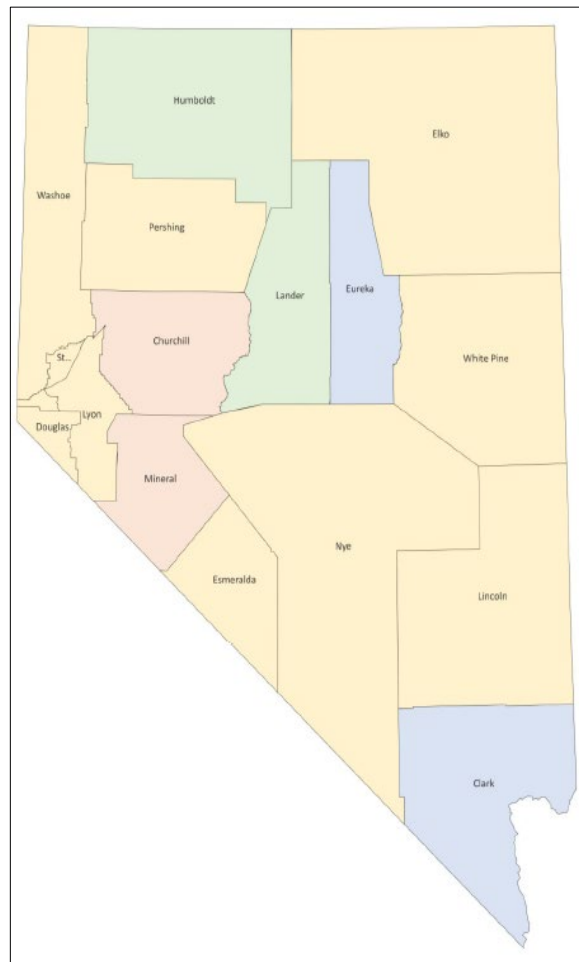 Humboldt
Elko
Washoe
Pershing
Lander
Eureka
Churchill
St...
White Pine
Lyon
Douglas
Mineral
Nye
Esmeralda
Lincoln
Clark